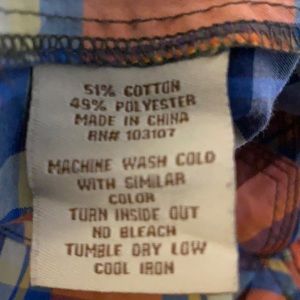 51% COTTON
49% POLYESTER
MADE IN CHINA
RN# 103107
MACHINE WASH COLD
WITH SIMILAR
COLOR
TURN INSIDE OUT
NO BLEACH
TUMBLE DRY LOW
COOL IRON